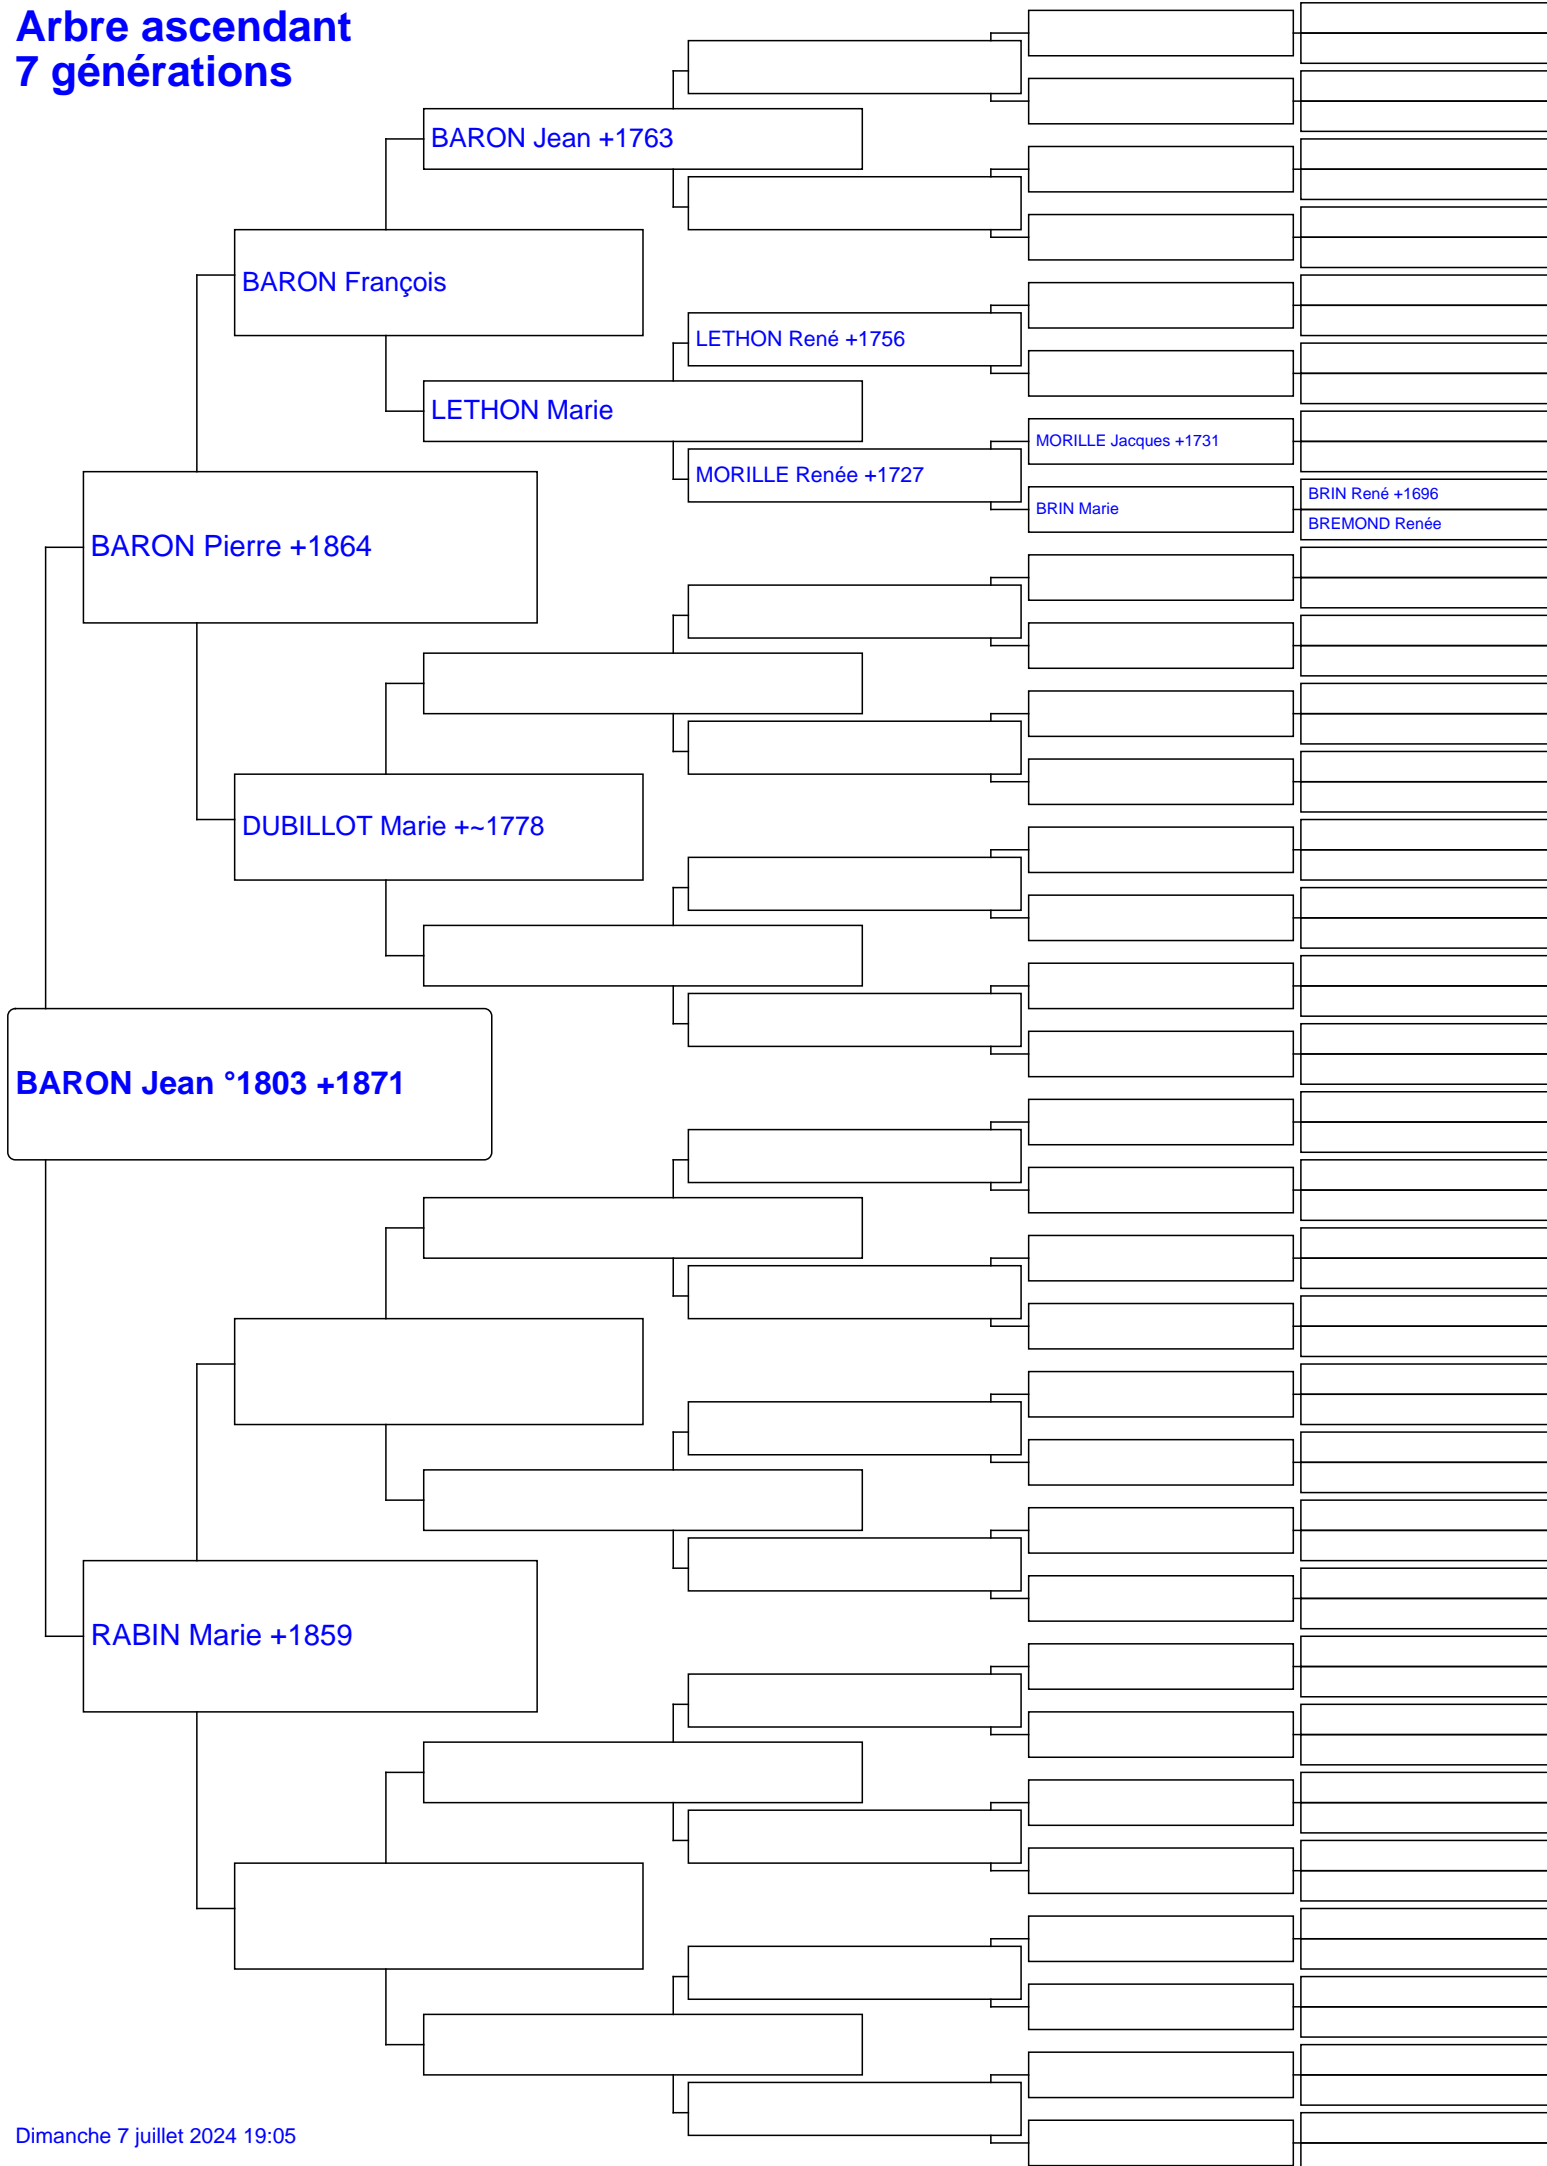 Arbre ascendant
7 générations
BARON Jean +1763
BARON François
LETHON René +1756
LETHON Marie
MORILLE Jacques +1731
MORILLE Renée +1727
BRIN René +1696
BRIN Marie
BREMOND Renée
BARON Pierre +1864
DUBILLOT Marie +~1778
BARON Jean °1803 +1871
RABIN Marie +1859
Dimanche 7 juillet 2024 19:05